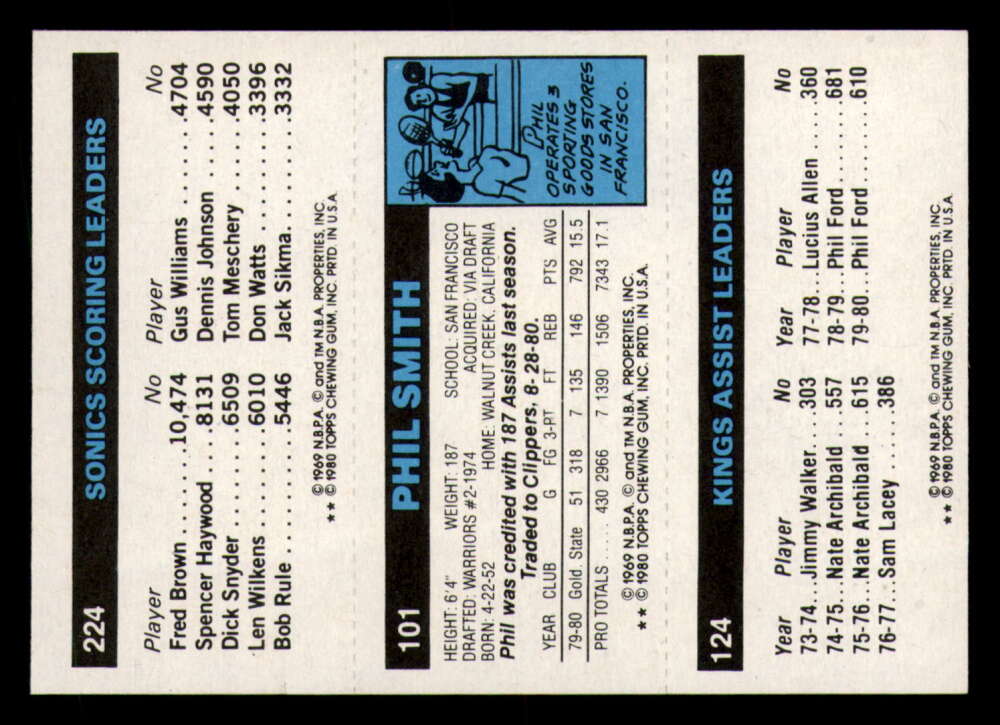 224 SONICS SCORING LEADERS
Player No Player No
Fred Brown.......10,474 Gus Williams......4704
Spencer Haywood...8131 Dennis Johnson....4590
Dick Snyder........6509 Tom Meschery......4050
Len Wilkens........6010 Don Watts.........3396
Bob Rule..........5446 Jack Sikma........3332
© 1969 N.B.P.A. © and TM N.B.A. PROPERTIES, INC.
★★ © 1980 TOPPS CHEWING GUM, INC. PRTD. IN U.S.A.
101 PHIL SMITH
HEIGHT: 6'4" WEIGHT: 187 SCHOOL: SAN FRANCISCO
DRAFTED: WARRIORS #2-1974 ACQUIRED: VIA DRAFT
BORN: 4-22-52 HOME: WALNUT CREEK, CALIFORNIA
Phil was credited with 187 Assists last season.
Traded to Clippers, 8-28-80.
YEAR CLUB G FG 3-PT FT REB PTS AVG
79-80 Gold. State 51 318 7 135 146 792 15.5
PRO TOTALS ..... 430 2966 7 1390 1506 7343 17.1
© 1969 N.B.P.A. © and TM N.B.A. PROPERTIES, INC.
★★ © 1980 TOPPS CHEWING GUM, INC. PRTD. IN U.S.A.
PHIL
OPERATES 3
SPORTING
GOODS STORES
IN SAN
FRANCISCO.
124 KINGS ASSIST LEADERS
Year Player No Year Player No
73-74...Jimmy Walker....303 77-78...Lucius Allen.....360
74-75...Nate Archibald...557 78-79...Phil Ford........681
75-76...Nate Archibald...615 79-80...Phil Ford........610
76-77...Sam Lacey.......386
© 1969 N.B.P.A. © and TM N.B.A. PROPERTIES, INC.
★★ © 1980 TOPPS CHEWING GUM, INC. PRTD. IN U.S.A.